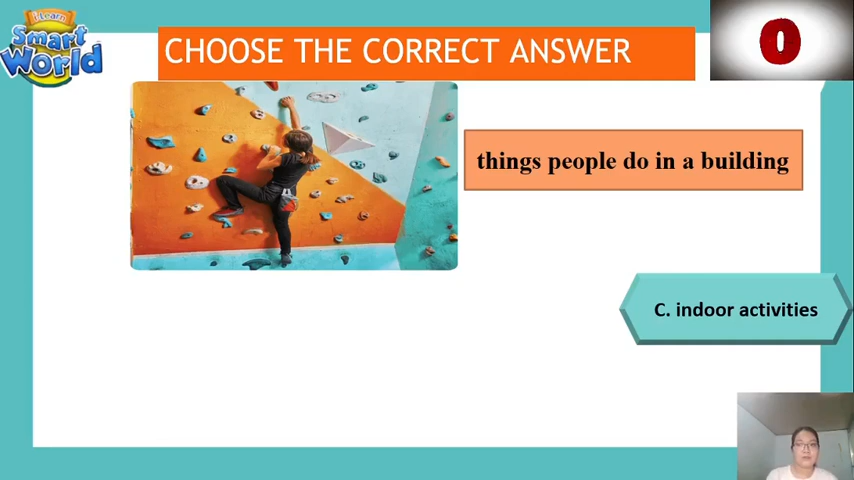 i-Learn
Smart
World
CHOOSE THE CORRECT ANSWER
0
things people do in a building
C. indoor activities